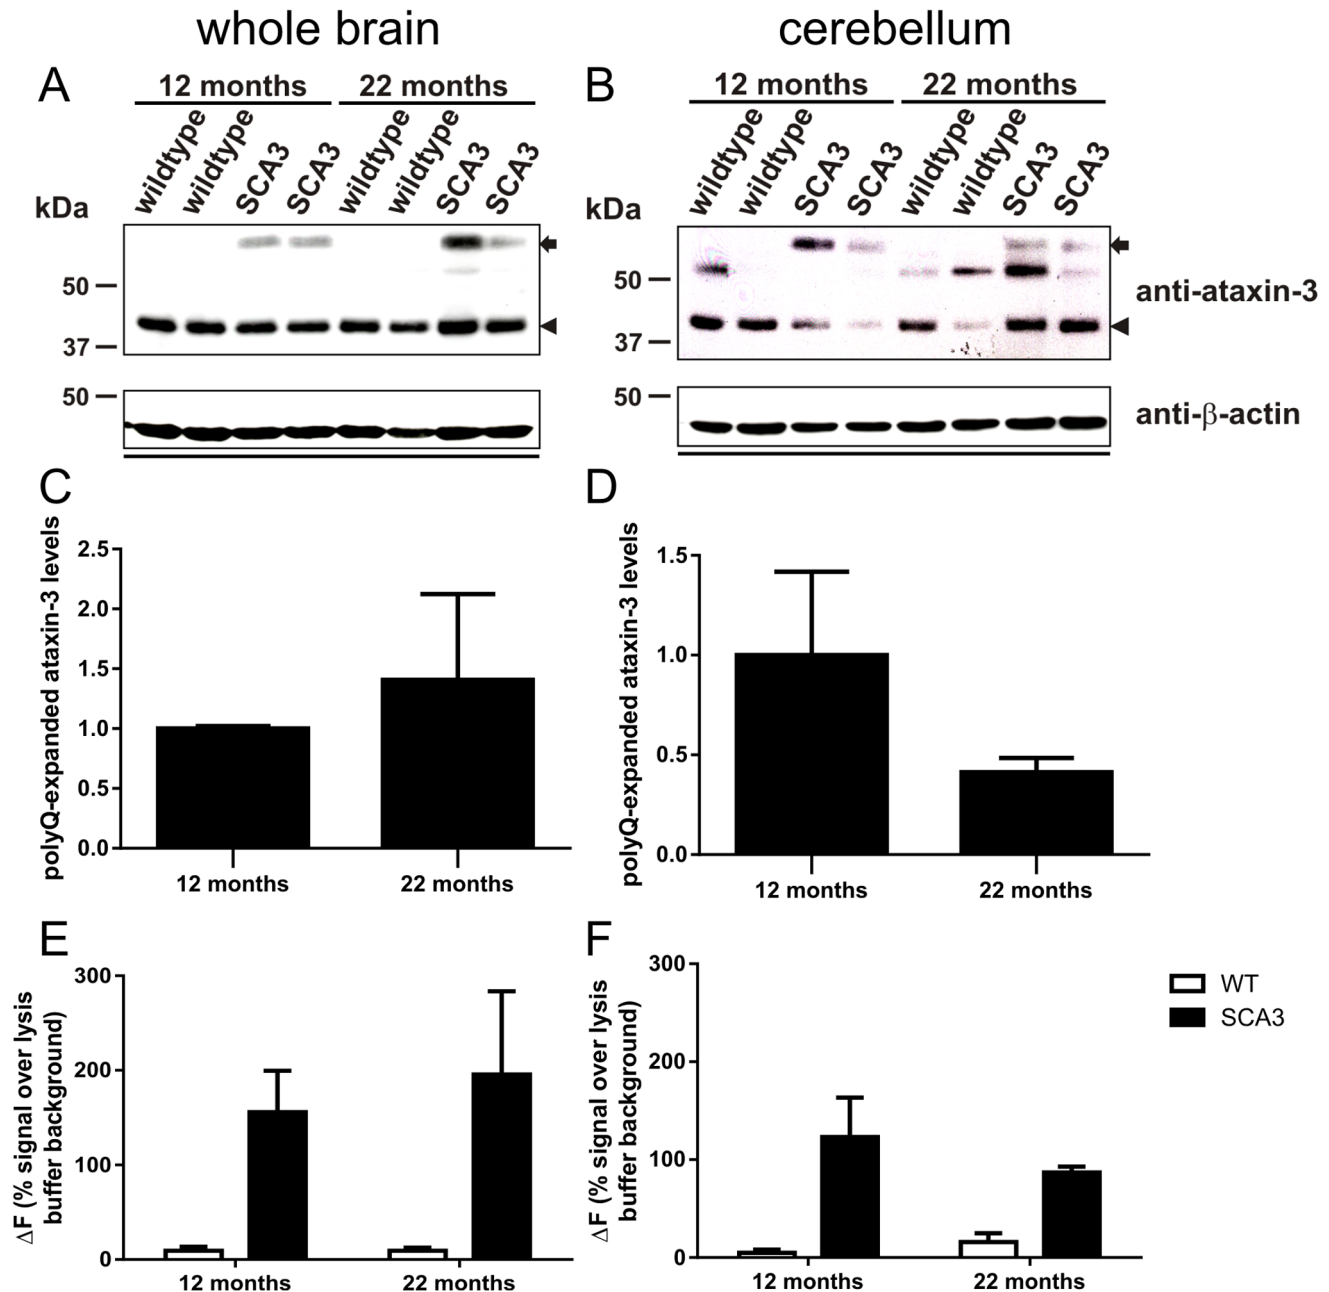 whole brain
cerebellum
A
12 months
22 months
wildtype
wildtype
SCA3
SCA3
wildtype
wildtype
SCA3
SCA3
kDa
50
37
50
B
12 months
22 months
wildtype
wildtype
SCA3
SCA3
wildtype
wildtype
SCA3
SCA3
kDa
50
37
50
anti-ataxin-3
anti-β-actin
C
polyQ-expanded ataxin-3 levels
2.5
2.0
1.5
1.0
0.5
0.0
12 months
22 months
D
polyQ-expanded ataxin-3 levels
1.5
1.0
0.5
0.0
12 months
22 months
E
ΔF (% signal over lysis
buffer background)
300
200
100
0
12 months
22 months
F
ΔF (% signal over lysis
buffer background)
300
200
100
0
12 months
22 months
WT
SCA3